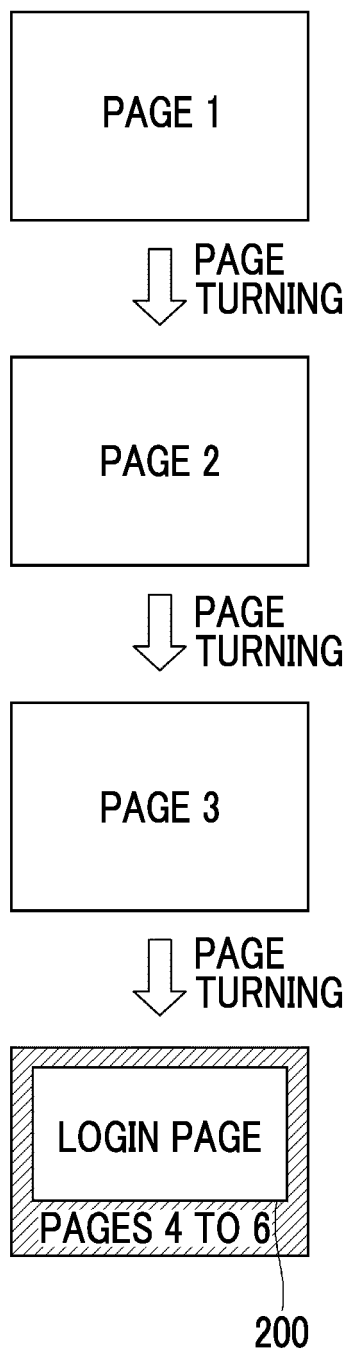 PAGE 1
PAGE
TURNING
PAGE 2
PAGE
TURNING
PAGE 3
PAGE
TURNING
LOGIN PAGE
PAGES 4 TO 6
200